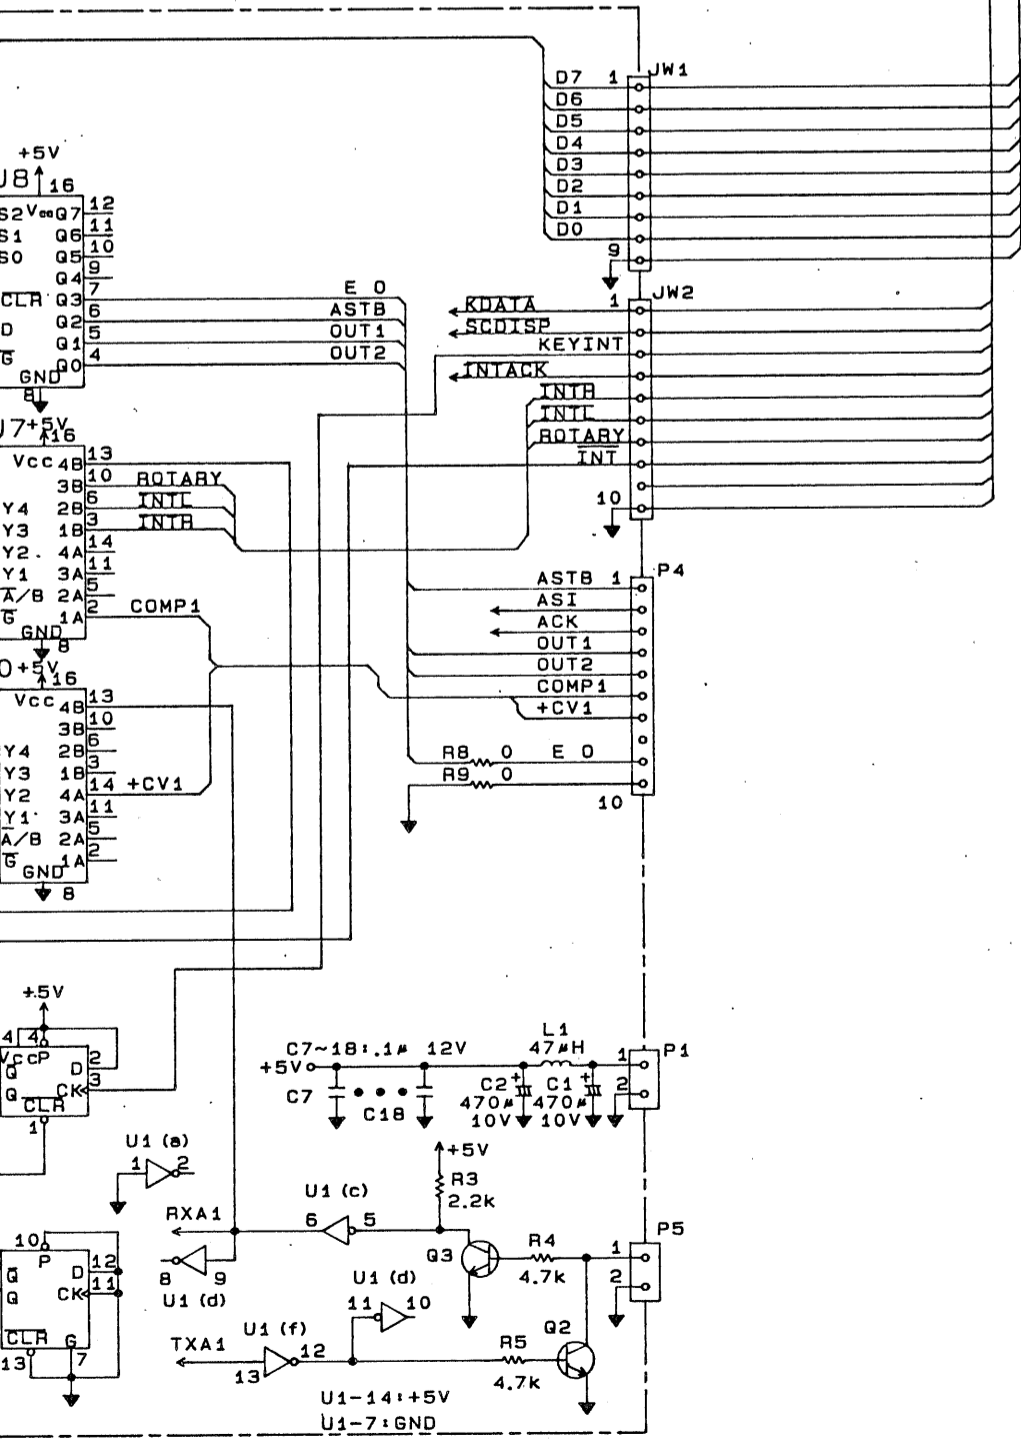 JW1
D7 1
D6
D5
D4
D3
D2
D1
D0
9
+5V
16
S2 Vcc Q7 12
S1 Q6 11
S0 Q5 10
Q4 9
CLR Q3 7
D Q2 6
G Q1 5
Q0 4
GND
8
E 0
ASTB
OUT1
OUT2
JW2
1
KDATA
SCDISP
KEYINT
INTACK
INTH
INTL
ROTARY
INT
10
U7 +5V
16
Vcc 4B 13
3B 10 ROTARY
Y4 2B 6 INTL
Y3 1B 3 INTH
Y2 4A 14
Y1 3A 11
A/B 2A 5
G 1A 2 COMP1
GND 8
P4
ASTB 1
ASI
ACK
OUT1
OUT2
COMP1
+CV1
R8 0 E 0
R9 0
10
0 +5V
16
Vcc 4B 13
3B 10
Y4 2B 6
Y3 1B 3
Y2 4A 14 +CV1
Y1 3A 11
A/B 2A 5
G 1A 2
GND 8
+5V
4 4
Vcc P
Q D 2
Q CK 3
CLR
1
C7~18:.1μ 12V
+5V
C7
C18
L1
47μH
C2 +
470μ
10V
C1 +
470μ
10V
P1
1
2
U1 (a)
1 2
+5V
R3
2.2k
U1 (c)
6 5
RXA1
8 9
U1 (d)
Q3
R4
4.7k
P5
1
2
10
P
Q D 12
Q CK 11
CLR G
13 7
U1 (d)
11 10
TXA1
U1 (f)
13 12
R5
4.7k
Q2
U1-14:+5V
U1-7:GND